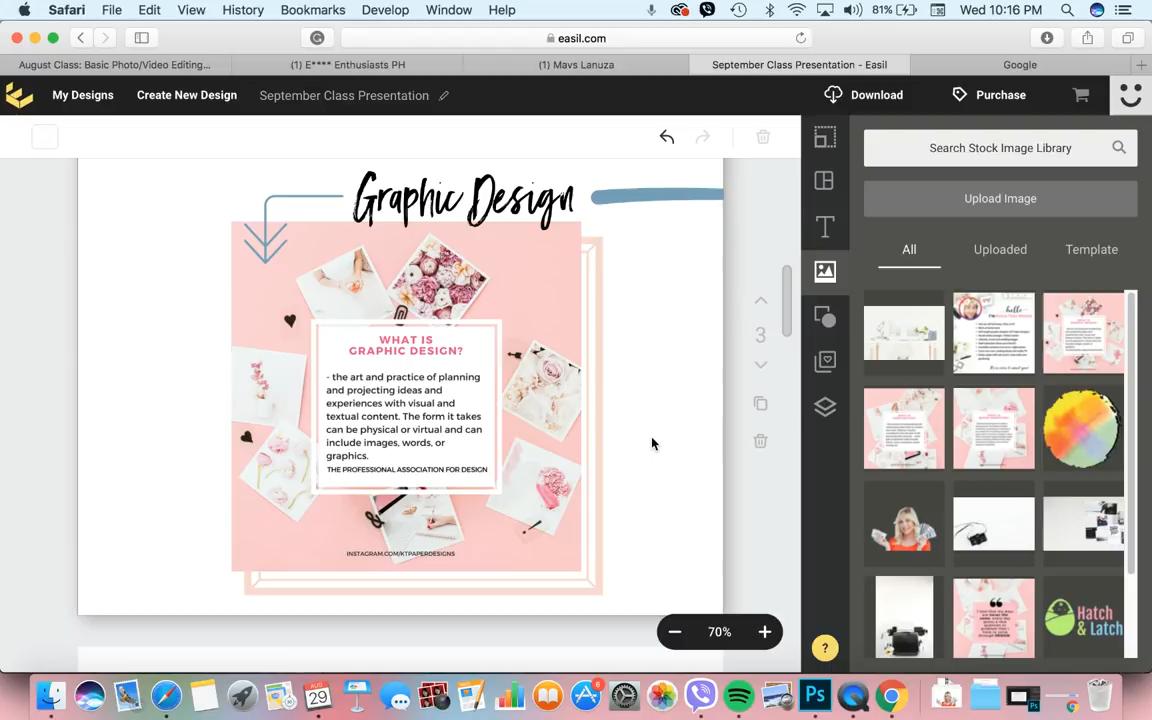 Safari File Edit View History Bookmarks Develop Window Help 81% Wed 10:16 PM
easil.com
August Class: Basic Photo/Video Editing... (1) E**** Enthusiasts PH (1) Mavs Lanuza September Class Presentation - Easil Google
My Designs Create New Design September Class Presentation Download Purchase
Search Stock Image Library
Upload Image
All Uploaded Template
Graphic Design
WHAT IS
GRAPHIC DESIGN?
- the art and practice of planning
and projecting ideas and
experiences with visual and
textual content. The form it takes
can be physical or virtual and can
include images, words, or
graphics.
THE PROFESSIONAL ASSOCIATION FOR DESIGN
INSTAGRAM.COM/KTPAPERDESIGNS
3
70%
?
hello
Hatch
& Latch
AUG
29
6
Ps